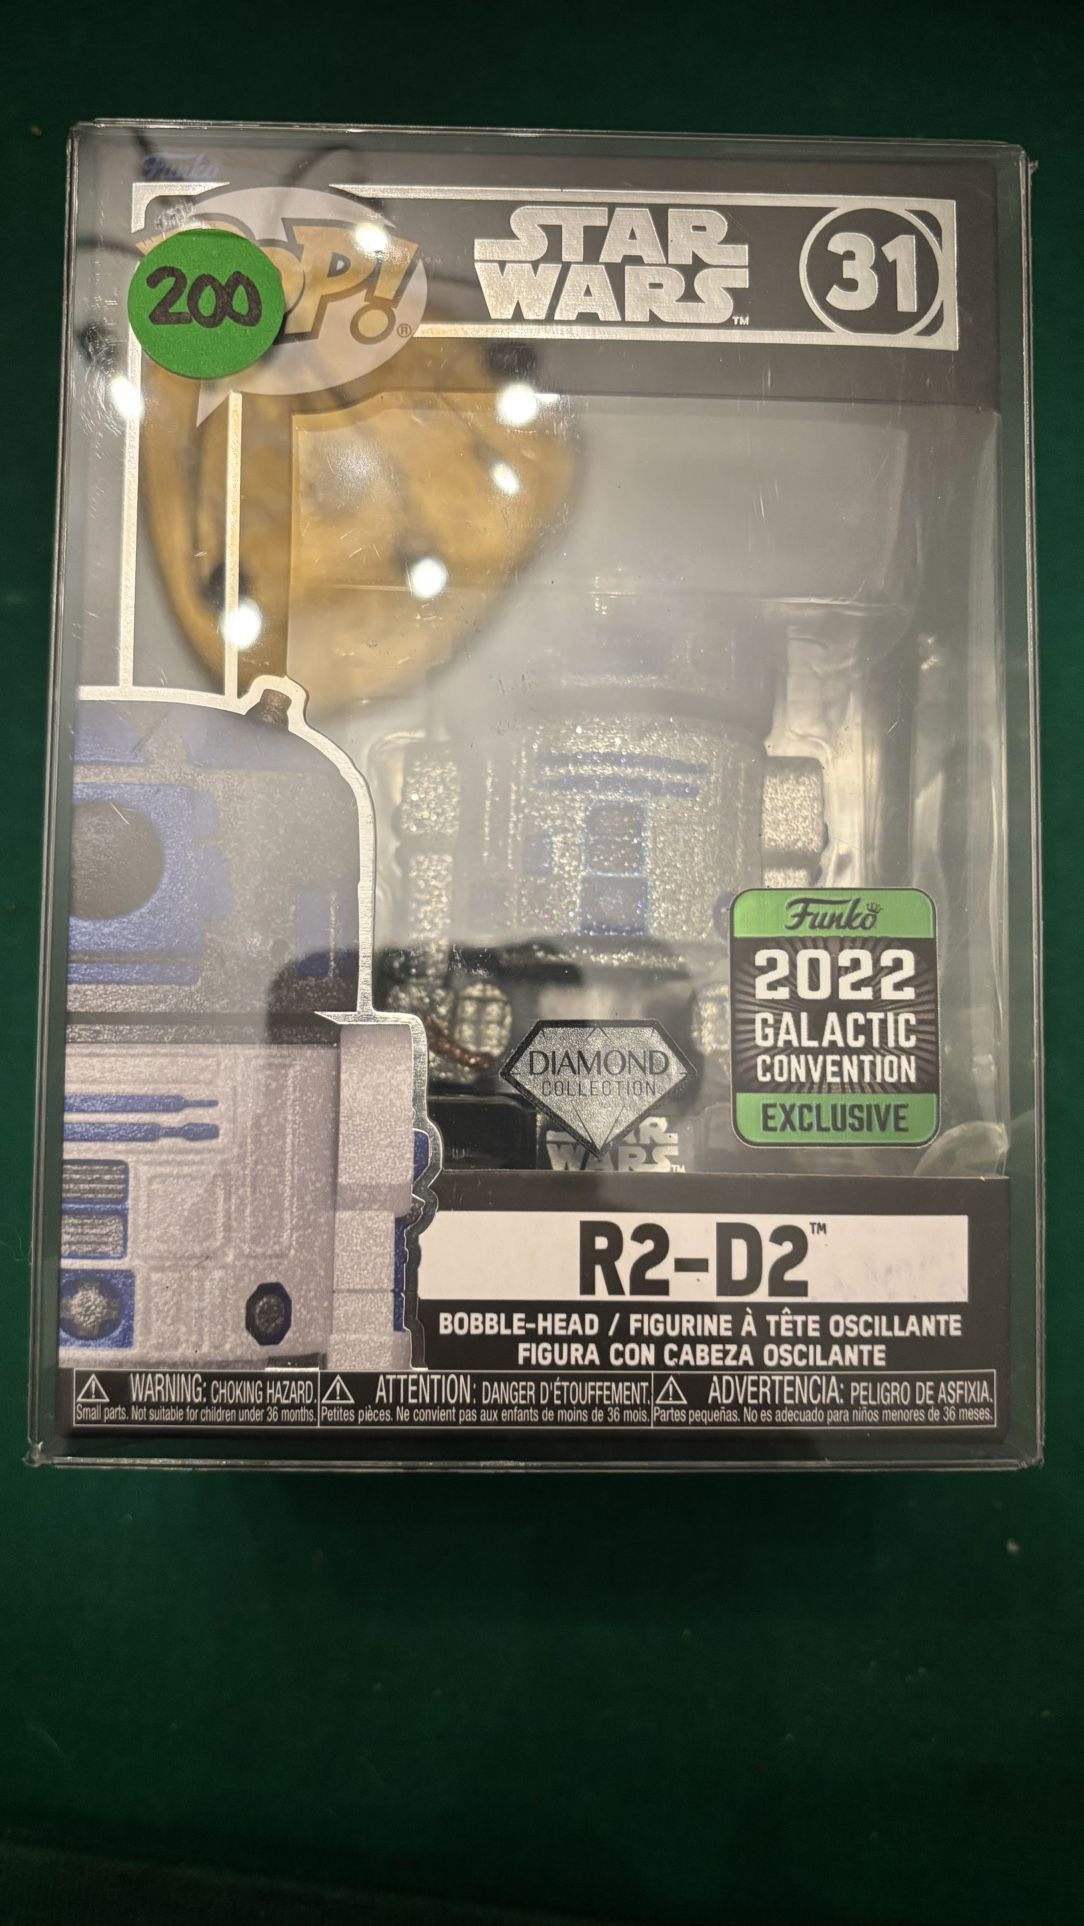 Funko
POP!®
200
STAR
WARS™
31
Funko
2022
GALACTIC
CONVENTION
EXCLUSIVE
DIAMOND
COLLECTION
STAR
WARS™
R2-D2™
BOBBLE-HEAD / FIGURINE À TÊTE OSCILLANTE
FIGURA CON CABEZA OSCILANTE
WARNING: CHOKING HAZARD.
Small parts. Not suitable for children under 36 months.
ATTENTION: DANGER D'ÉTOUFFEMENT.
Petites pièces. Ne convient pas aux enfants de moins de 36 mois.
ADVERTENCIA: PELIGRO DE ASFIXIA.
Partes pequeñas. No es adecuado para niños menores de 36 meses.